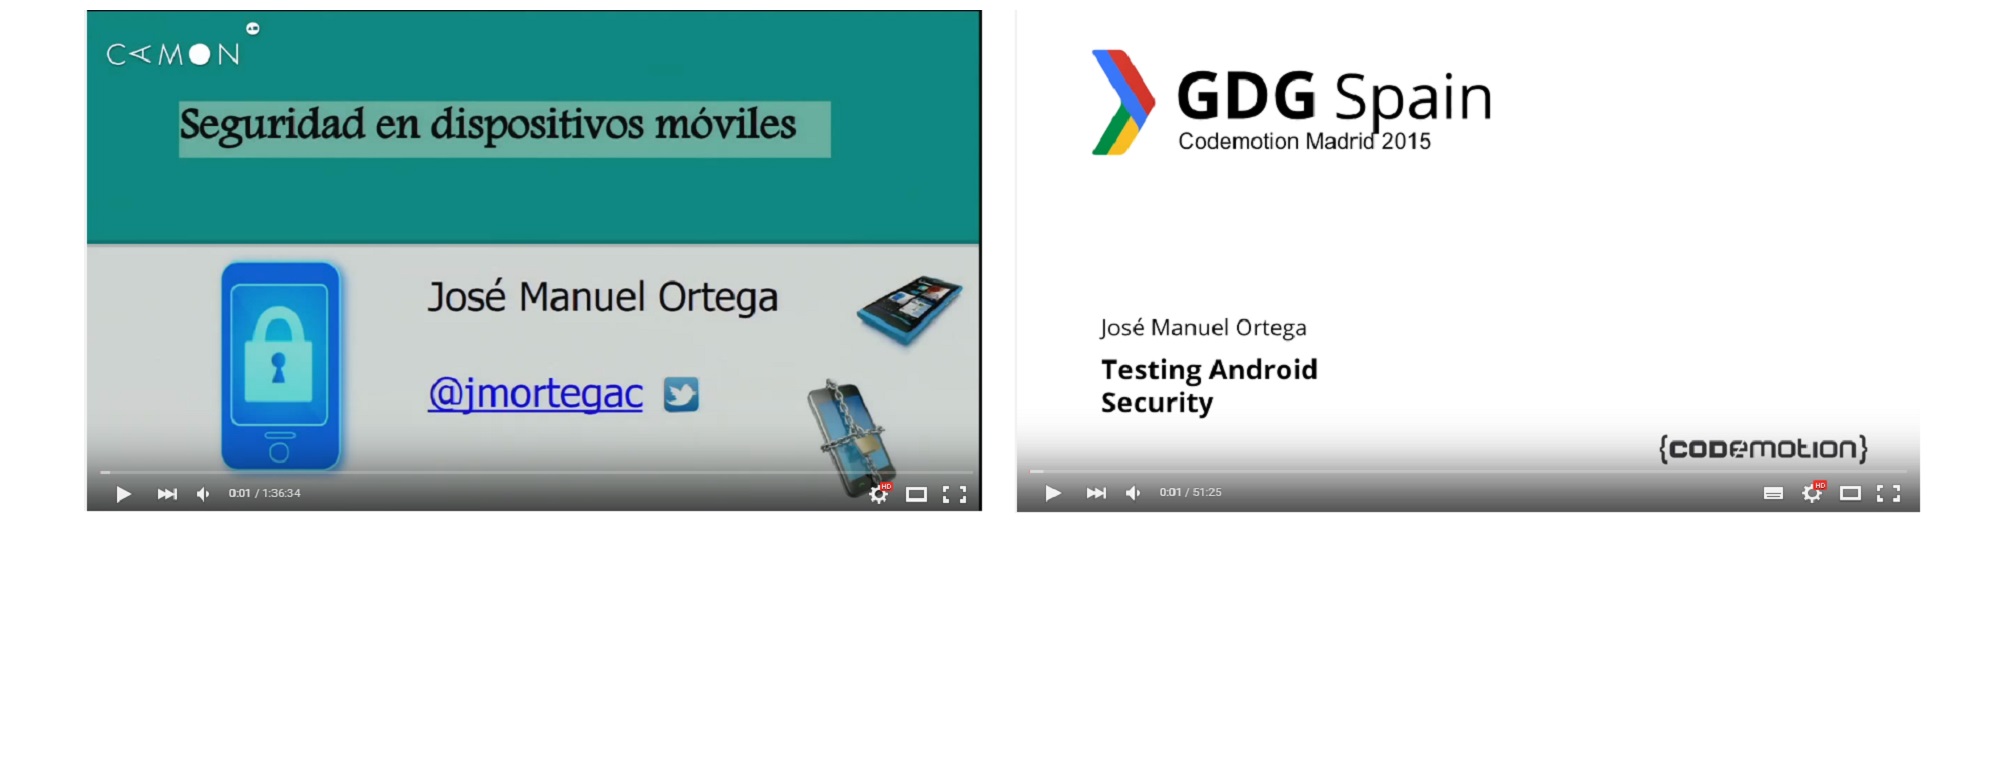 CAMON
Seguridad en dispositivos móviles
José Manuel Ortega
@jmortegac
0:01 / 1:36:34
HD
GDG Spain
Codemotion Madrid 2015
José Manuel Ortega
Testing Android
Security
{codemotion}
0:01 / 51:25
HD